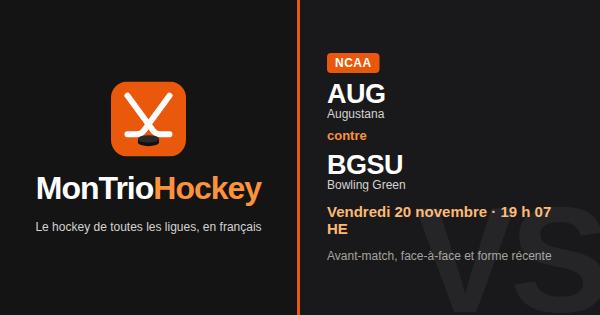 MonTrioHockey
Le hockey de toutes les ligues, en français
NCAA
AUG
Augustana
contre
BGSU
Bowling Green
Vendredi 20 novembre · 19 h 07
HE
Avant-match, face-à-face et forme récente
VS